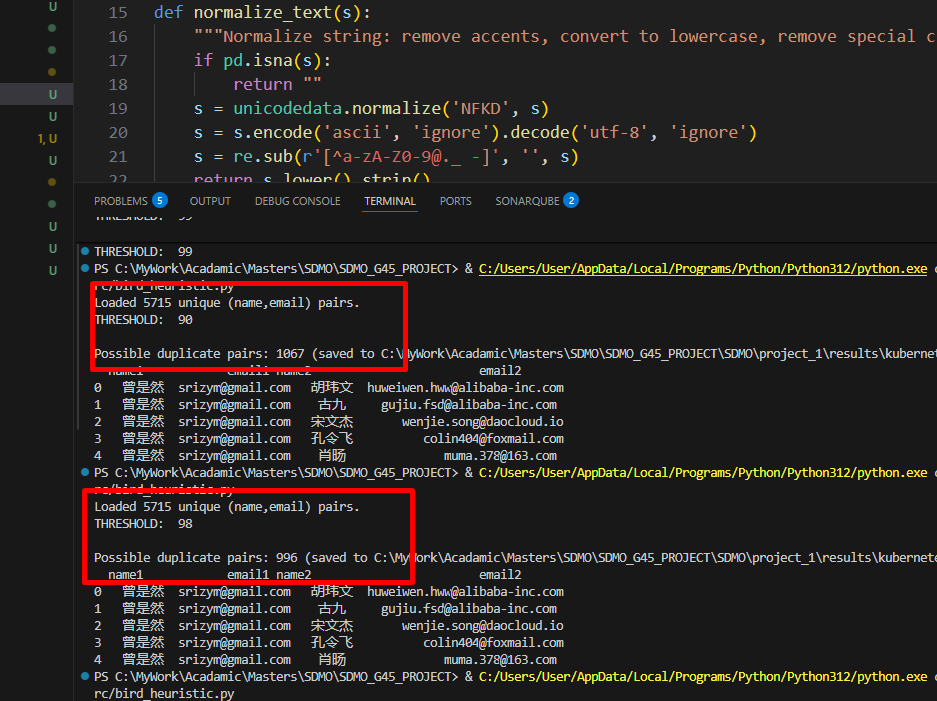 U
15 def normalize_text(s):
16 """Normalize string: remove accents, convert to lowercase, remove special c
17 if pd.isna(s):
U
18 return ""
U
19 s = unicodedata.normalize('NFKD', s)
1, U
20 s = s.encode('ascii', 'ignore').decode('utf-8', 'ignore')
U
21 s = re.sub(r'[^a-zA-Z0-9@._ -]', '', s)
22 return s.lower().strip()
PROBLEMS 5 OUTPUT DEBUG CONSOLE TERMINAL PORTS SONARQUBE 2
THRESHOLD: 99
U
U
THRESHOLD: 99
U
PS C:\MyWork\Acadamic\Masters\SDMO\SDMO_G45_PROJECT> & C:/Users/User/AppData/Local/Programs/Python/Python312/python.exe c
rc/bird_heuristic.py
Loaded 5715 unique (name,email) pairs.
THRESHOLD: 90
Possible duplicate pairs: 1067 (saved to C:\MyWork\Acadamic\Masters\SDMO\SDMO_G45_PROJECT\SDMO\project_1\results\kubernete
name1 email1 name2 email2
0 曾是然 srizym@gmail.com 胡玮文 huweiwen.hww@alibaba-inc.com
1 曾是然 srizym@gmail.com 古九 gujiu.fsd@alibaba-inc.com
2 曾是然 srizym@gmail.com 宋文杰 wenjie.song@daocloud.io
3 曾是然 srizym@gmail.com 孔令飞 colin404@foxmail.com
4 曾是然 srizym@gmail.com 肖旸 muma.378@163.com
PS C:\MyWork\Acadamic\Masters\SDMO\SDMO_G45_PROJECT> & C:/Users/User/AppData/Local/Programs/Python/Python312/python.exe c
rc/bird_heuristic.py
Loaded 5715 unique (name,email) pairs.
THRESHOLD: 98
Possible duplicate pairs: 996 (saved to C:\MyWork\Acadamic\Masters\SDMO\SDMO_G45_PROJECT\SDMO\project_1\results\kubernete
name1 email1 name2 email2
0 曾是然 srizym@gmail.com 胡玮文 huweiwen.hww@alibaba-inc.com
1 曾是然 srizym@gmail.com 古九 gujiu.fsd@alibaba-inc.com
2 曾是然 srizym@gmail.com 宋文杰 wenjie.song@daocloud.io
3 曾是然 srizym@gmail.com 孔令飞 colin404@foxmail.com
4 曾是然 srizym@gmail.com 肖旸 muma.378@163.com
PS C:\MyWork\Acadamic\Masters\SDMO\SDMO_G45_PROJECT> & C:/Users/User/AppData/Local/Programs/Python/Python312/python.exe c
rc/bird_heuristic.py